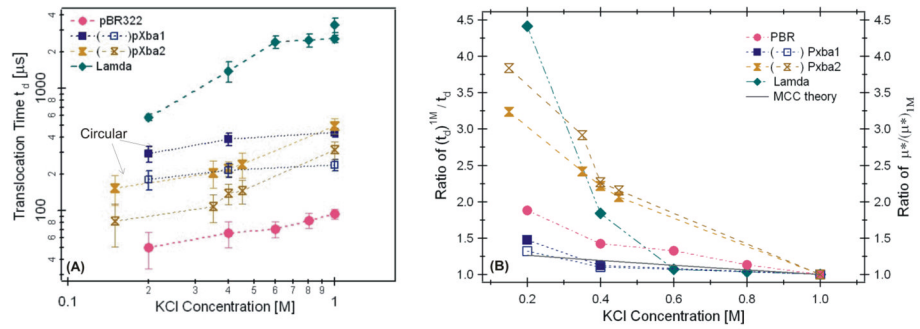 pBR322
( )pXba1
( )pXba2
Lamda
Circular
Translocation Time t_d [µs]
4
2
1000
8
6
4
2
100
8
6
4
(A)
0.1
2
3
4
5
6
7
8
9
1
KCl Concentration [M]
Ratio of (t_d)^1M / t_d
4.5
4.0
3.5
3.0
2.5
2.0
1.5
1.0
PBR
( ) Pxba1
( ) Pxba2
Lamda
MCC theory
(B)
0.2
0.4
0.6
0.8
1.0
KCl Concentration [M]
4.5
4.0
3.5
3.0
2.5
2.0
1.5
1.0
Ratio of µ*/(µ*)_1M